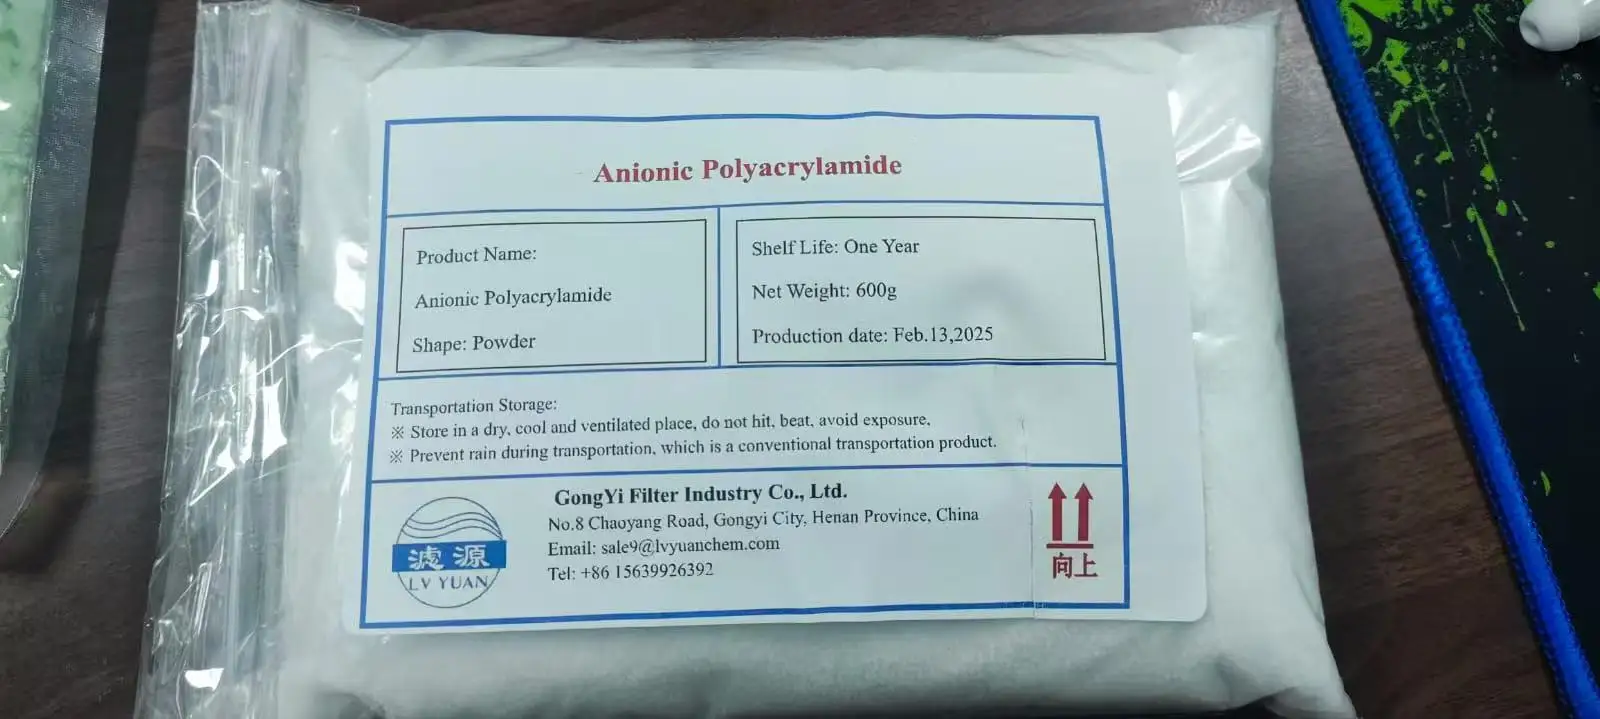 Anionic Polyacrylamide
Product Name:
Anionic Polyacrylamide
Shape: Powder
Shelf Life: One Year
Net Weight: 600g
Production date: Feb.13,2025
Transportation Storage:
※ Store in a dry, cool and ventilated place, do not hit, beat, avoid exposure.
※ Prevent rain during transportation, which is a conventional transportation product.
滤源
LV YUAN
GongYi Filter Industry Co., Ltd.
No.8 Chaoyang Road, Gongyi City, Henan Province, China
Email: sale9@lvyuanchem.com
Tel: +86 15639926392
向上